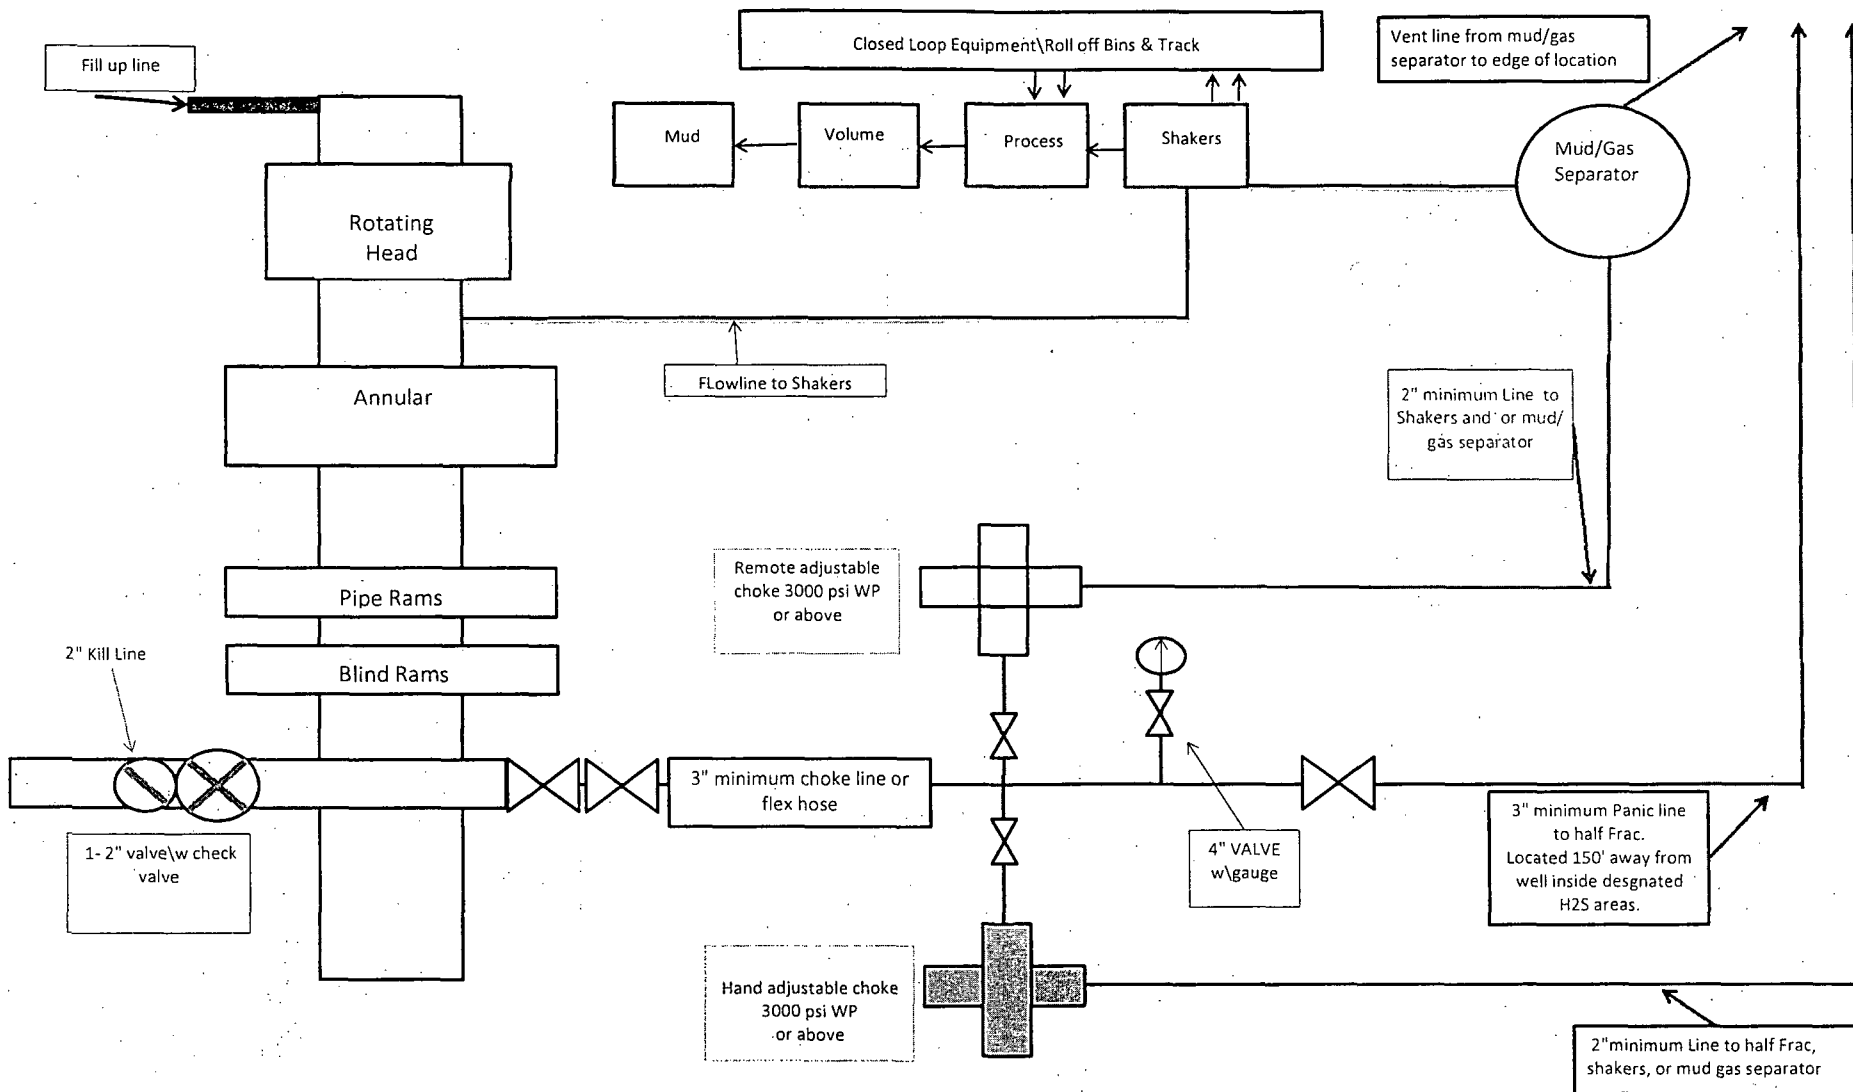 Fill up line
Closed Loop Equipment\Roll off Bins & Track
Vent line from mud/gas
separator to edge of location
Mud
Volume
Process
Shakers
Mud/Gas
Separator
Rotating
Head
FLowline to Shakers
Annular
2" minimum Line to
Shakers and or mud/
gas separator
Remote adjustable
choke 3000 psi WP
or above
Pipe Rams
Blind Rams
2" Kill Line
3" minimum choke line or
flex hose
1- 2" valve\w check
valve
4" VALVE
w\gauge
3" minimum Panic line
to half Frac.
Located 150' away from
well inside desgnated
H2S areas.
Hand adjustable choke
3000 psi WP
or above
2"minimum Line to half Frac,
shakers, or mud gas separator